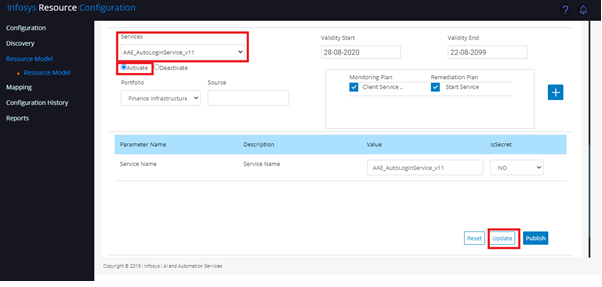 Infosys Resource Configuration
?
Configuration
Discovery
Resource Model
Resource Model
Mapping
Configuration History
Reports
Services
AAE_AutoLoginService_v11
Activate Deactivate
Portfolio Source
Finance Infrastructure
Validity Start Validity End
28-08-2020 22-08-2099
Monitoring Plan Remediation Plan
Client Service .. Start Service
+
Parameter Name Description Value IsSecret
Service Name Service Name AAE_AutoLoginService_v11 NO
Reset Update Publish
Copyright © 2019 | Infosys | AI and Automation Services